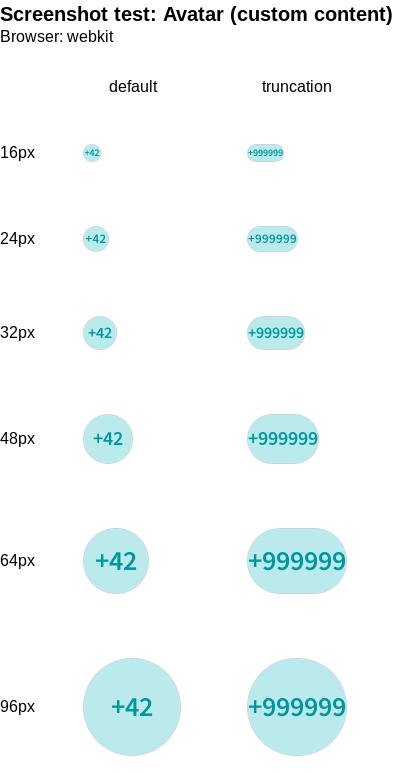 Screenshot test: Avatar (custom content)
Browser: webkit
default truncation
16px +42 +999999
24px +42 +999999
32px +42 +999999
48px +42 +999999
64px +42 +999999
96px +42 +999999